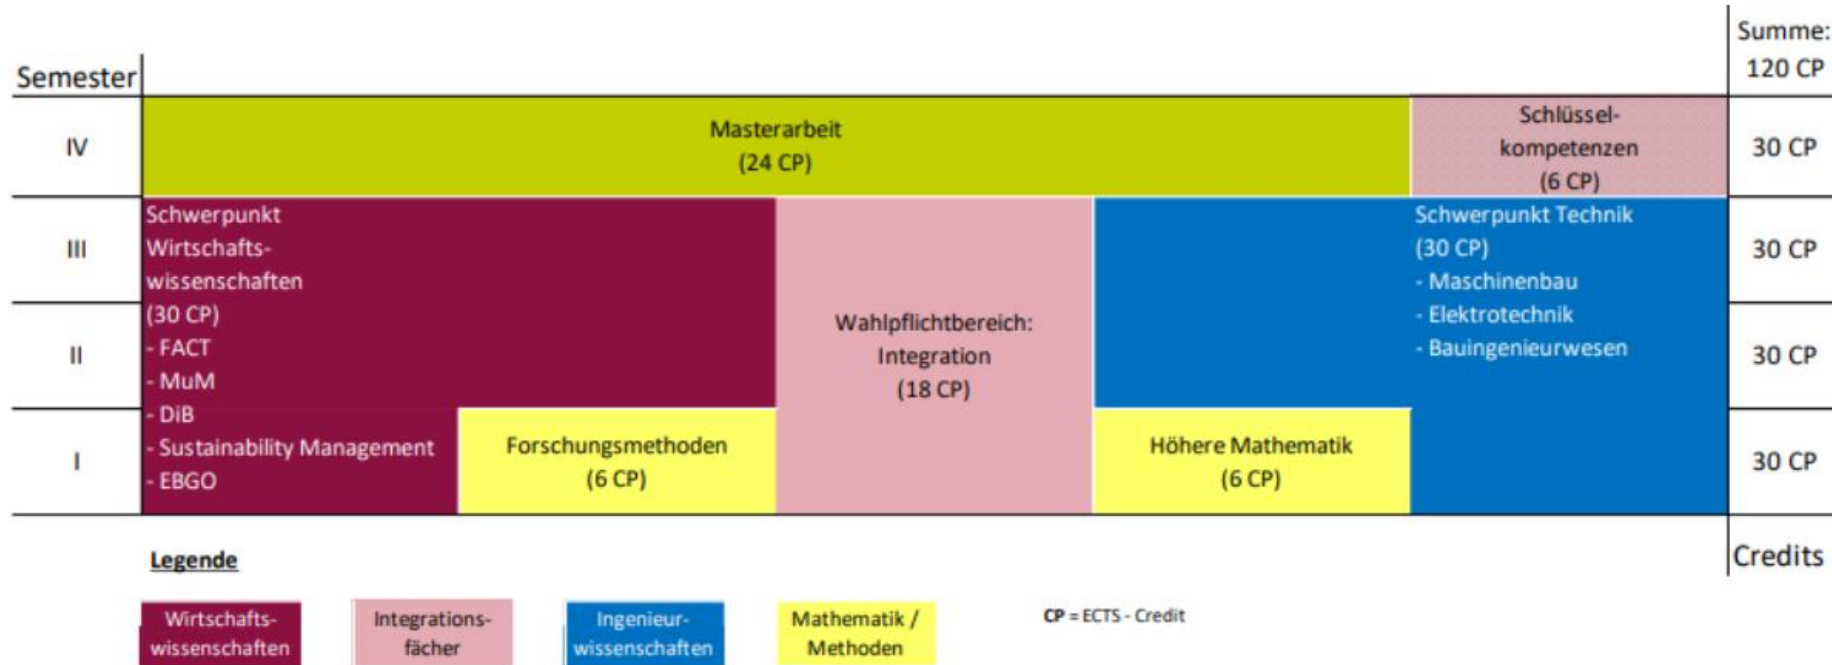 Summe:
120 CP
Semester
IV
Masterarbeit
(24 CP)
Schlüssel-
kompetenzen
(6 CP)
30 CP
III
Schwerpunkt
Wirtschafts-
wissenschaften
(30 CP)
- FACT
- MuM
- DiB
- Sustainability Management
- EBGO
Wahlpflichtbereich:
Integration
(18 CP)
Schwerpunkt Technik
(30 CP)
- Maschinenbau
- Elektrotechnik
- Bauingenieurwesen
30 CP
II
30 CP
I
Forschungsmethoden
(6 CP)
Höhere Mathematik
(6 CP)
30 CP
Credits
Legende
Wirtschafts-
wissenschaften
Integrations-
fächer
Ingenieur-
wissenschaften
Mathematik /
Methoden
CP = ECTS - Credit